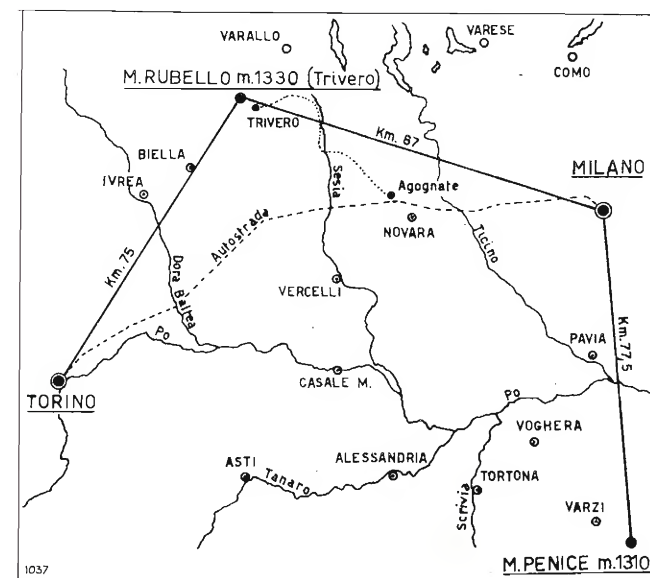 VARALLO
VARESE
COMO
M. RUBELLO m.1330 (Trivero)
TRIVERO
Km. 87
BIELLA
IVREA
Sesia
Agognate
MILANO
NOVARA
Autostrada
Ticino
Km. 75
Dora Baltea
VERCELLI
Km. 77,5
Po
PAVIA
CASALE M.
TORINO
Po
VOGHERA
ASTI
Tanaro
ALESSANDRIA
TORTONA
Scrivia
VARZI
M. PENICE m.1310
1037